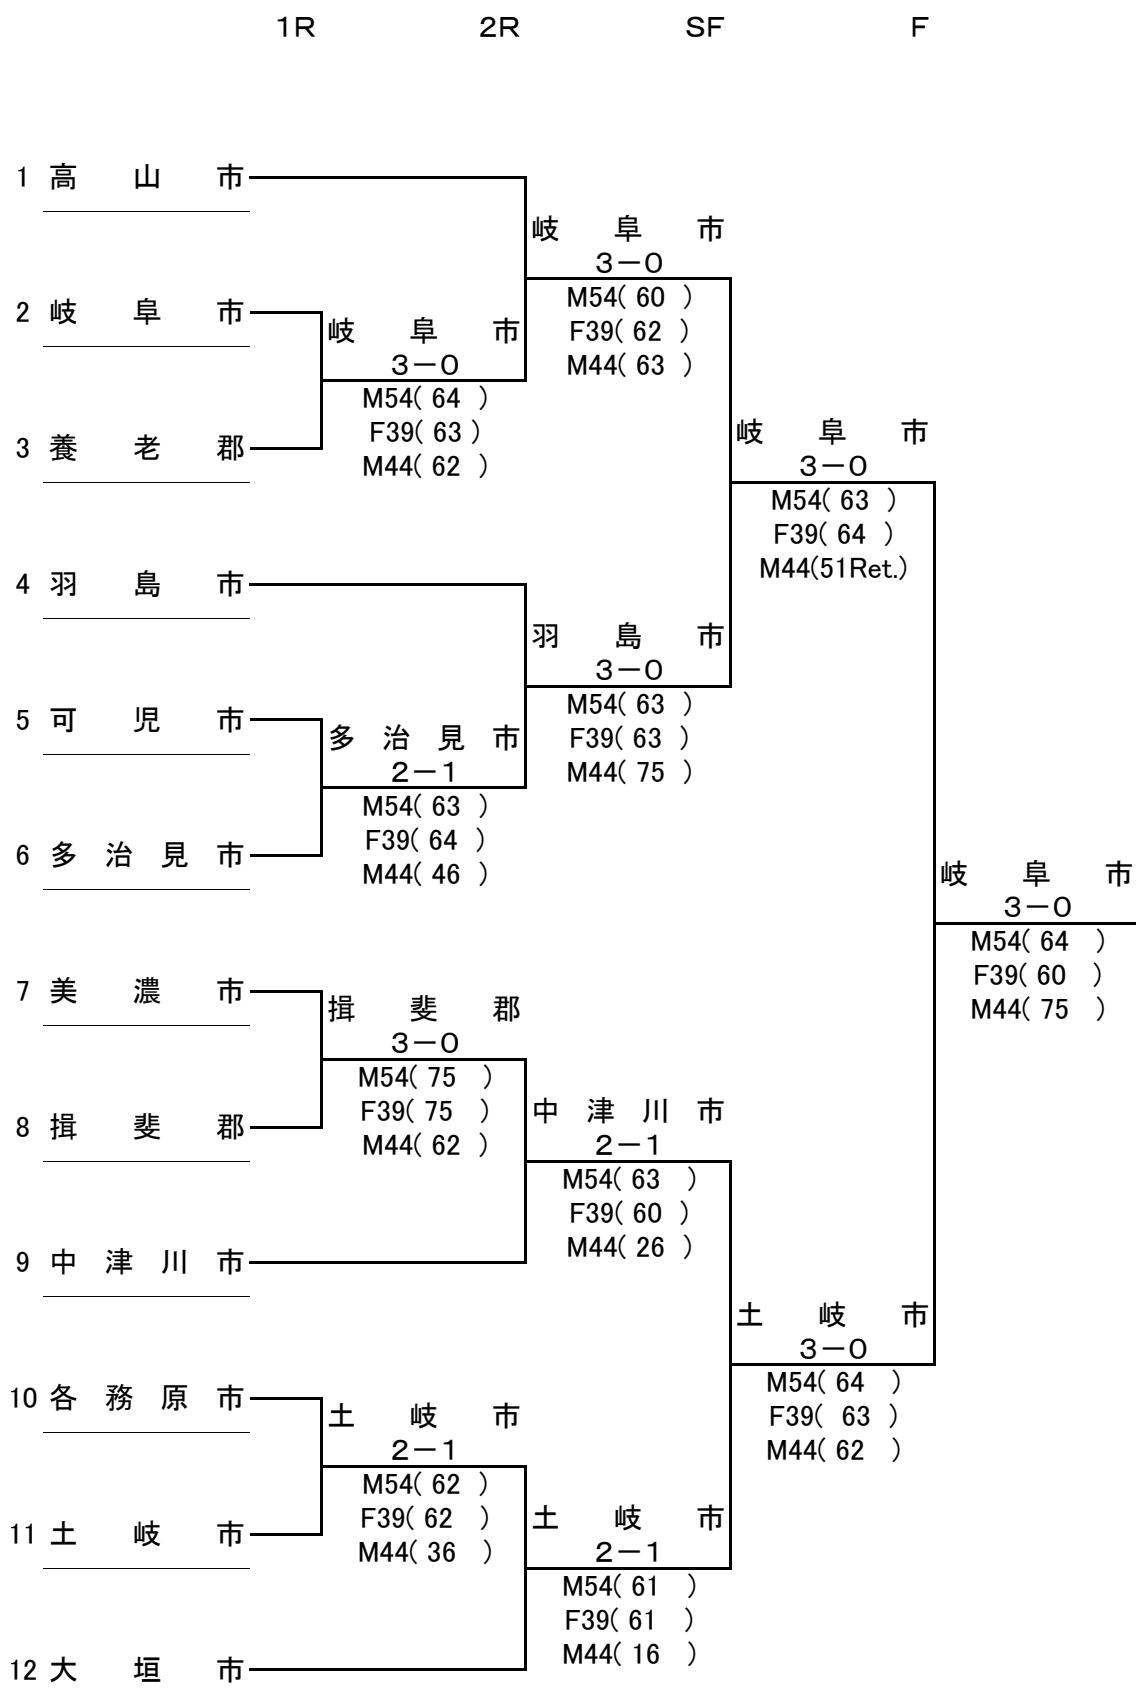 1R 2R SF F
1 高山市
岐阜市
3－0
2 岐阜市
M54( 60 )
岐阜市
F39( 62 )
3－0
M44( 63 )
M54( 64 )
3 養老郡
F39( 63 )
岐阜市
M44( 62 )
3－0
M54( 63 )
F39( 64 )
4 羽島市
M44(51Ret.)
羽島市
3－0
5 可児市
M54( 63 )
多治見市
F39( 63 )
2－1
M44( 75 )
M54( 63 )
F39( 64 )
6 多治見市
M44( 46 )
岐阜市
3－0
M54( 64 )
F39( 60 )
7 美濃市
揖斐郡
M44( 75 )
3－0
M54( 75 )
F39( 75 )
中津川市
8 揖斐郡
M44( 62 )
2－1
M54( 63 )
F39( 60 )
M44( 26 )
9 中津川市
土岐市
3－0
M54( 64 )
10 各務原市
土岐市
F39( 63 )
2－1
M44( 62 )
M54( 62 )
F39( 62 )
土岐市
11 土岐市
M44( 36 )
2－1
M54( 61 )
F39( 61 )
M44( 16 )
12 大垣市